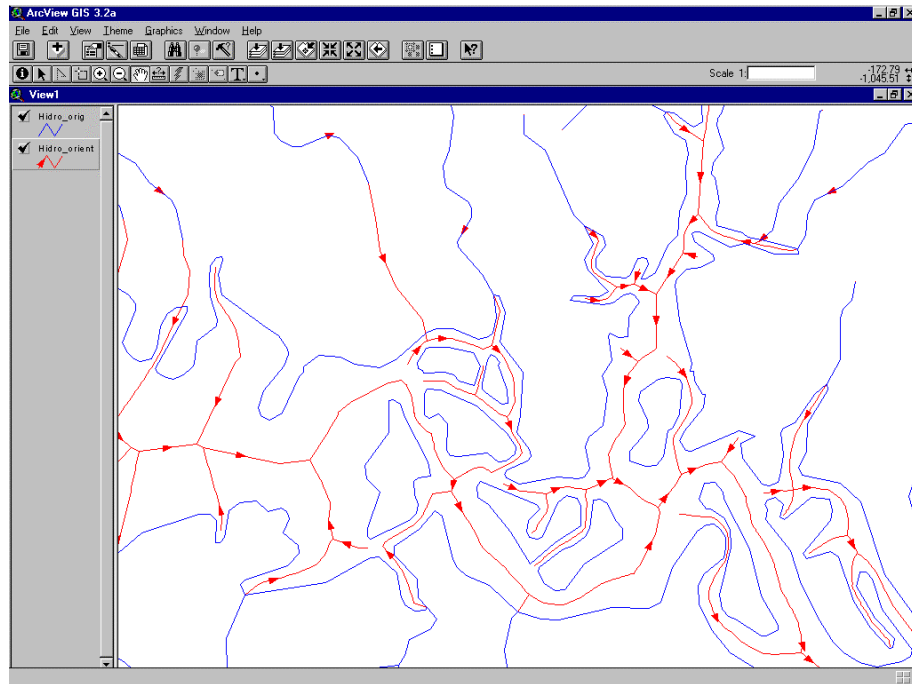 ArcView GIS 3.2a
File Edit View Theme Graphics Window Help
Scale 1:
-172.79
-1,045.51
View1
Hidro_orig
Hidro_orient